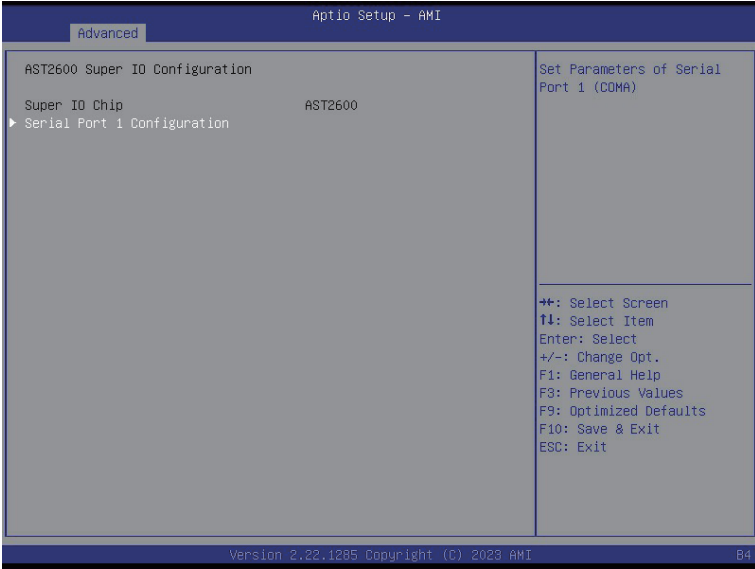 Aptio Setup - AMI
Advanced
AST2600 Super IO Configuration
Super IO Chip AST2600
▶ Serial Port 1 Configuration
Set Parameters of Serial
Port 1 (COMA)
→←: Select Screen
↑↓: Select Item
Enter: Select
+/-: Change Opt.
F1: General Help
F3: Previous Values
F9: Optimized Defaults
F10: Save & Exit
ESC: Exit
Version 2.22.1285 Copyright (C) 2023 AMI
B4